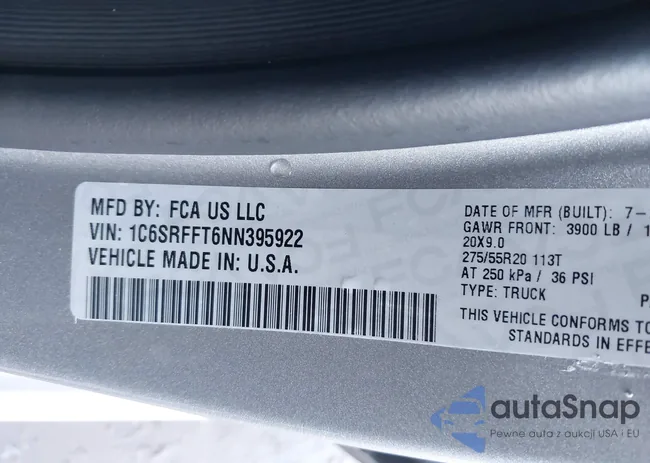 MFD BY: FCA US LLC
VIN: 1C6SRFFT6NN395922
VEHICLE MADE IN: U.S.A.
DATE OF MFR (BUILT): 7-
GAWR FRONT: 3900 LB / 1
20X9.0
275/55R20 113T
AT 250 kPa / 36 PSI
TYPE: TRUCK
P
THIS VEHICLE CONFORMS TO
STANDARDS IN EFFE
autaSnap
Pewne auta z aukcji USA i EU